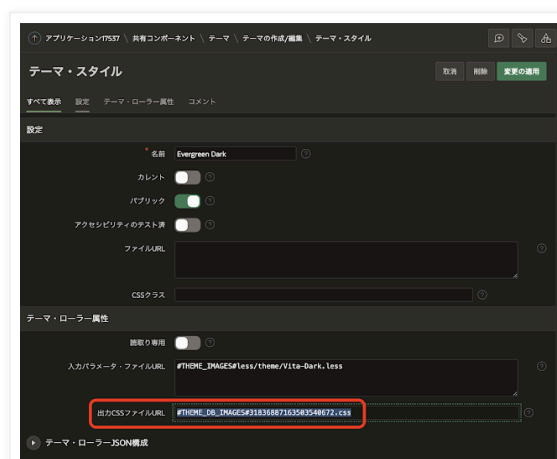 アプリケーション17537 \ 共有コンポーネント \ テーマ \ テーマの作成/編集 \ テーマ・スタイル
テーマ・スタイル
取消 削除 変更の適用
すべて表示 設定 テーマ・ローラー属性 コメント
設定
* 名前 Evergreen Dark
カレント
パブリック
アクセシビリティのテスト済
ファイルURL
CSSクラス
テーマ・ローラー属性
読取り専用
入力パラメータ・ファイルURL #THEME_IMAGES#less/theme/Vita-Dark.less
出力CSSファイルURL #THEME_DB_IMAGES#31836887163503540672.css
テーマ・ローラーJSON構成